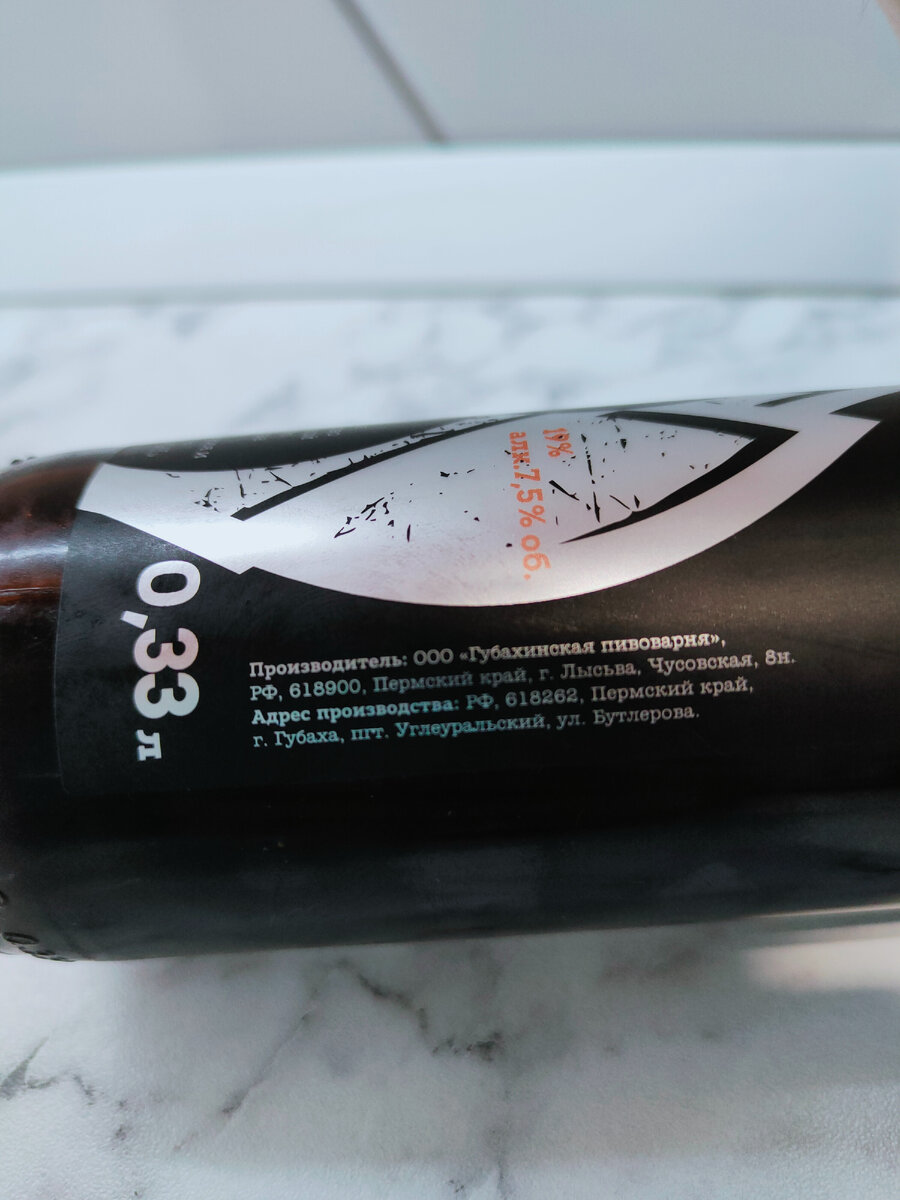 19%
алк.7,5% об.
0,33 л
Производитель: ООО «Губахинская пивоварня»,
РФ, 618900, Пермский край, г. Лысьва, Чусовская, 8н.
Адрес производства: РФ, 618262, Пермский край,
г. Губаха, пгт. Углеуральский, ул. Бутлерова.